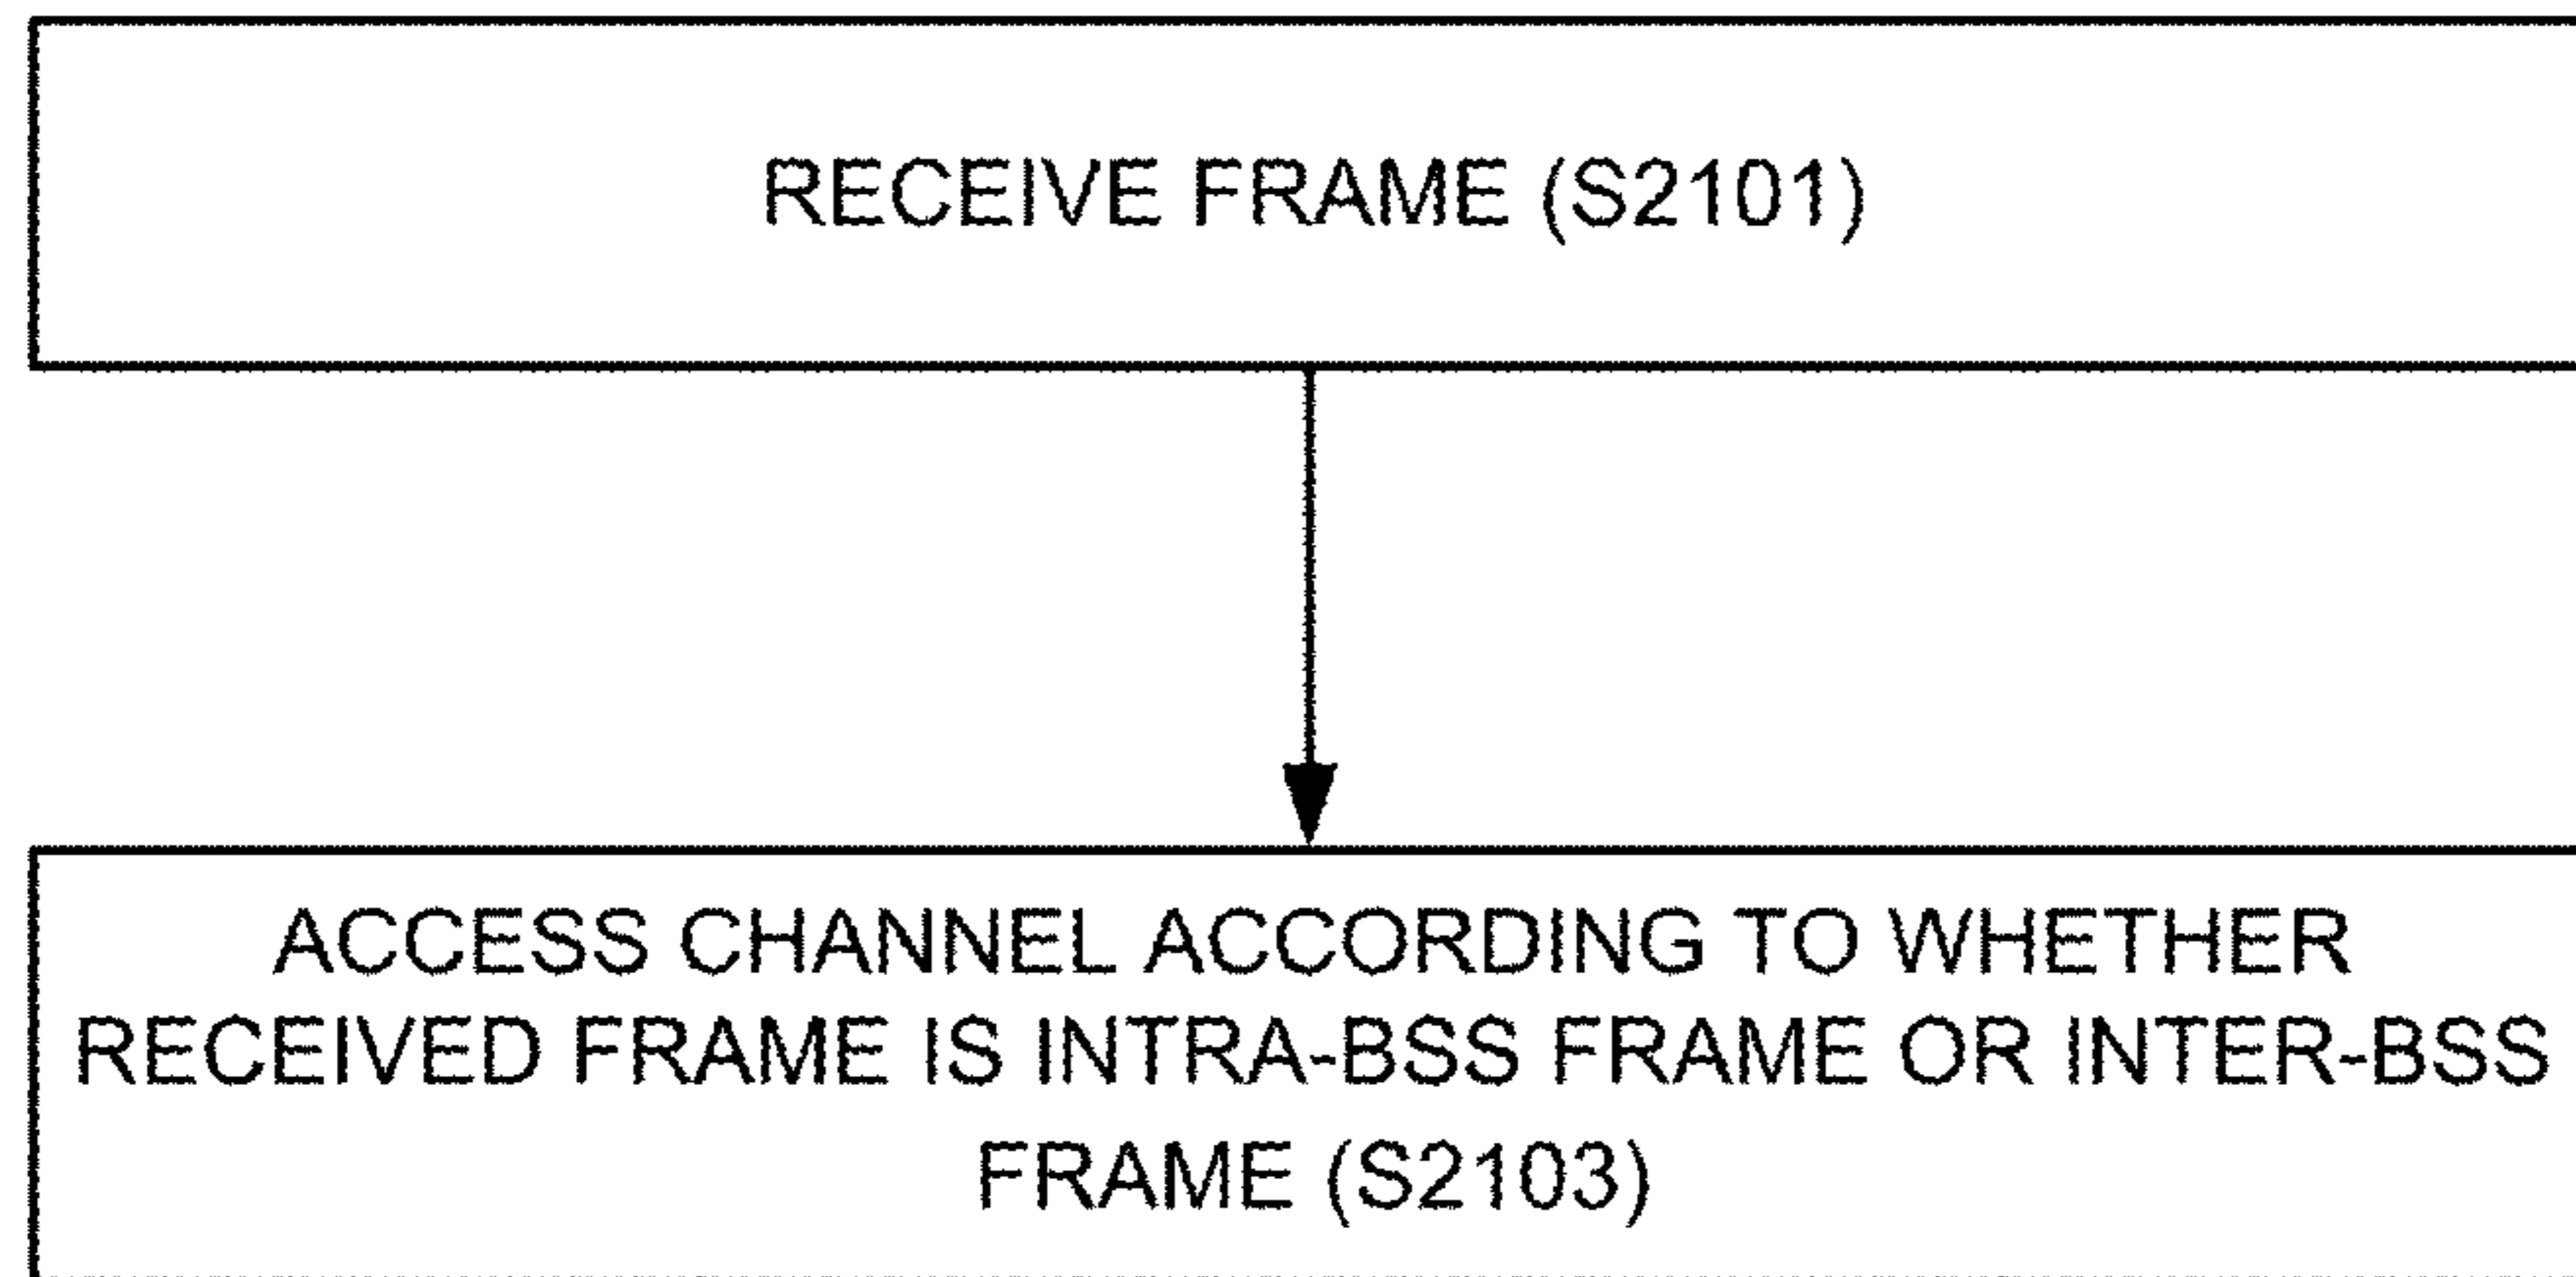 RECEIVE FRAME (S2101)
ACCESS CHANNEL ACCORDING TO WHETHER
RECEIVED FRAME IS INTRA-BSS FRAME OR INTER-BSS
FRAME (S2103)